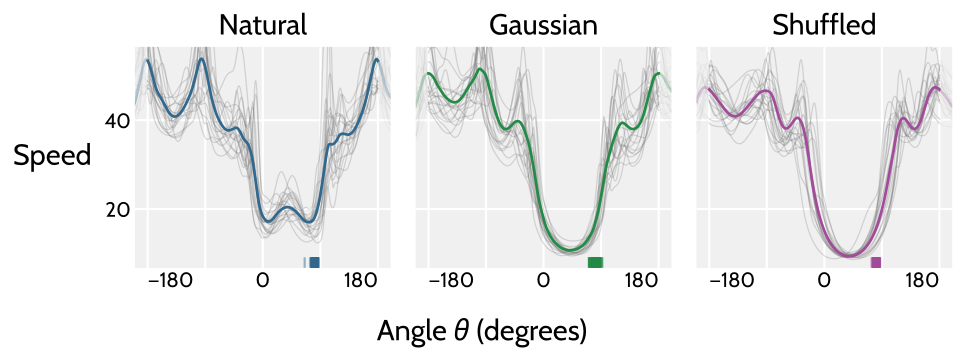 Natural Gaussian Shuffled
40
Speed
20
−180 0 180 −180 0 180 −180 0 180
Angle θ (degrees)